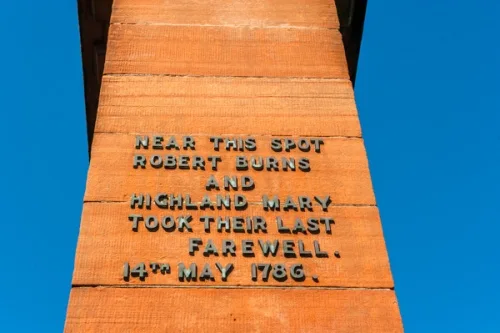 NEAR THIS SPOT
ROBERT BURNS
AND
HIGHLAND MARY
TOOK THEIR LAST
FAREWELL.
14TH MAY 1786.